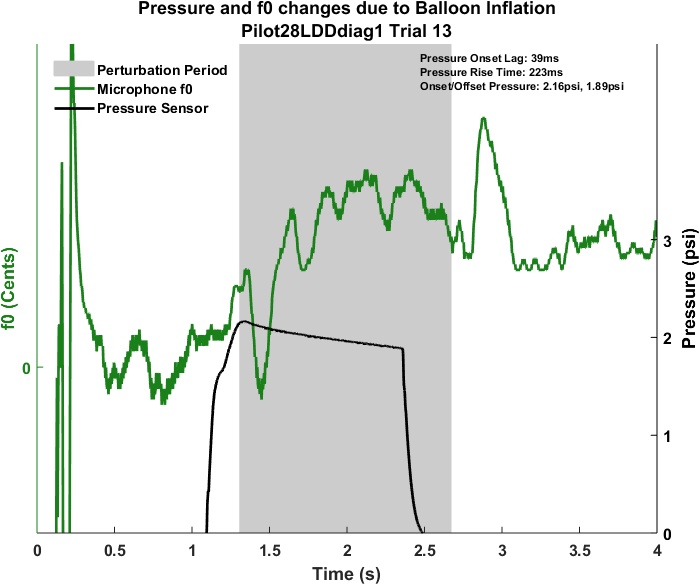 Pressure and f0 changes due to Balloon Inflation
Pilot28LDDdiag1 Trial 13
Perturbation Period
Microphone f0
Pressure Sensor
Pressure Onset Lag: 39ms
Pressure Rise Time: 223ms
Onset/Offset Pressure: 2.16psi, 1.89psi
f0 (Cents)
0
3
2
1
0
Pressure (psi)
0 0.5 1 1.5 2 2.5 3 3.5 4
Time (s)